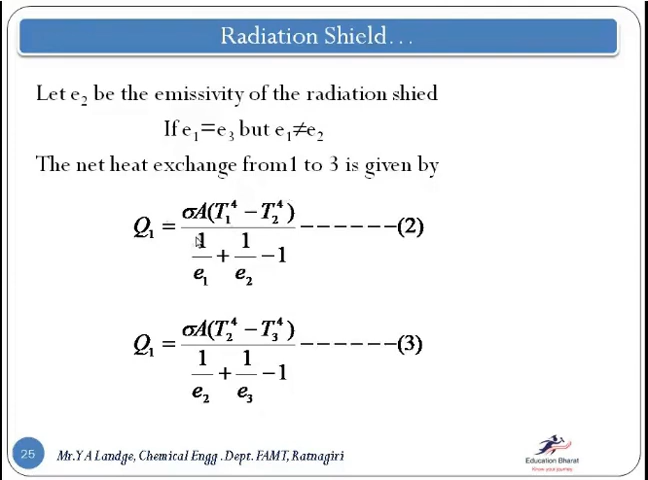 Radiation Shield…
Let e₂ be the emissivity of the radiation shied
If e₁=e₃ but e₁≠e₂
The net heat exchange from1 to 3 is given by
Q₁ = σA(T₁⁴ − T₂⁴) / (1/e₁ + 1/e₂ − 1) −−−−−−(2)
Q₁ = σA(T₂⁴ − T₃⁴) / (1/e₂ + 1/e₃ − 1) −−−−−−(3)
25 Mr.Y A Landge, Chemical Engg .Dept. FAMT, Ratnagiri
Education Bharat
Know your journey